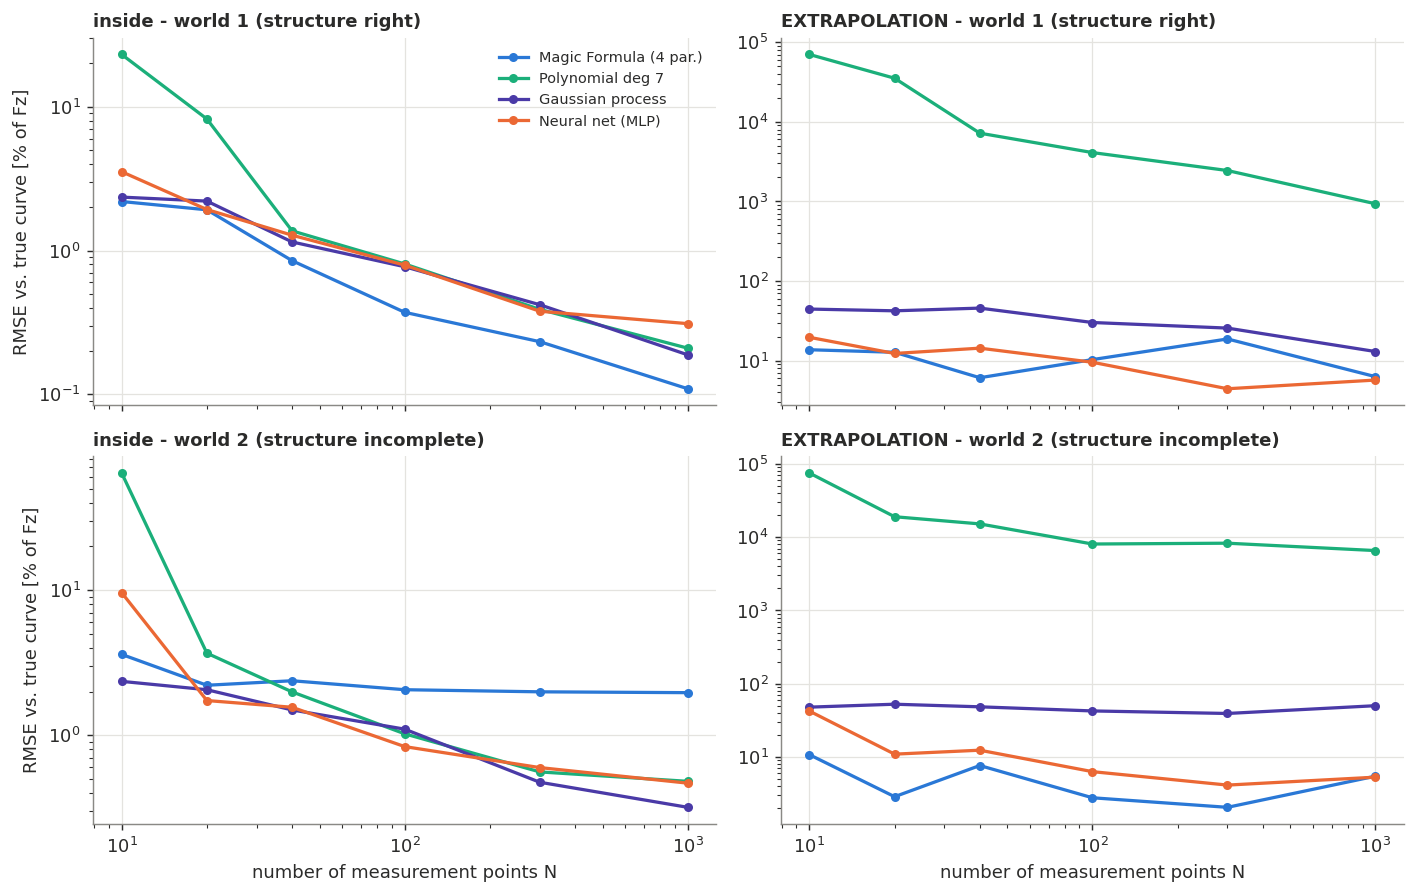 inside - world 1 (structure right)
EXTRAPOLATION - world 1 (structure right)
RMSE vs. true curve [% of Fz]
10¹
10⁰
10⁻¹
Magic Formula (4 par.)
Polynomial deg 7
Gaussian process
Neural net (MLP)
10⁵
10⁴
10³
10²
10¹
inside - world 2 (structure incomplete)
EXTRAPOLATION - world 2 (structure incomplete)
RMSE vs. true curve [% of Fz]
10¹
10⁰
10⁵
10⁴
10³
10²
10¹
10¹ 10² 10³
10¹ 10² 10³
number of measurement points N
number of measurement points N